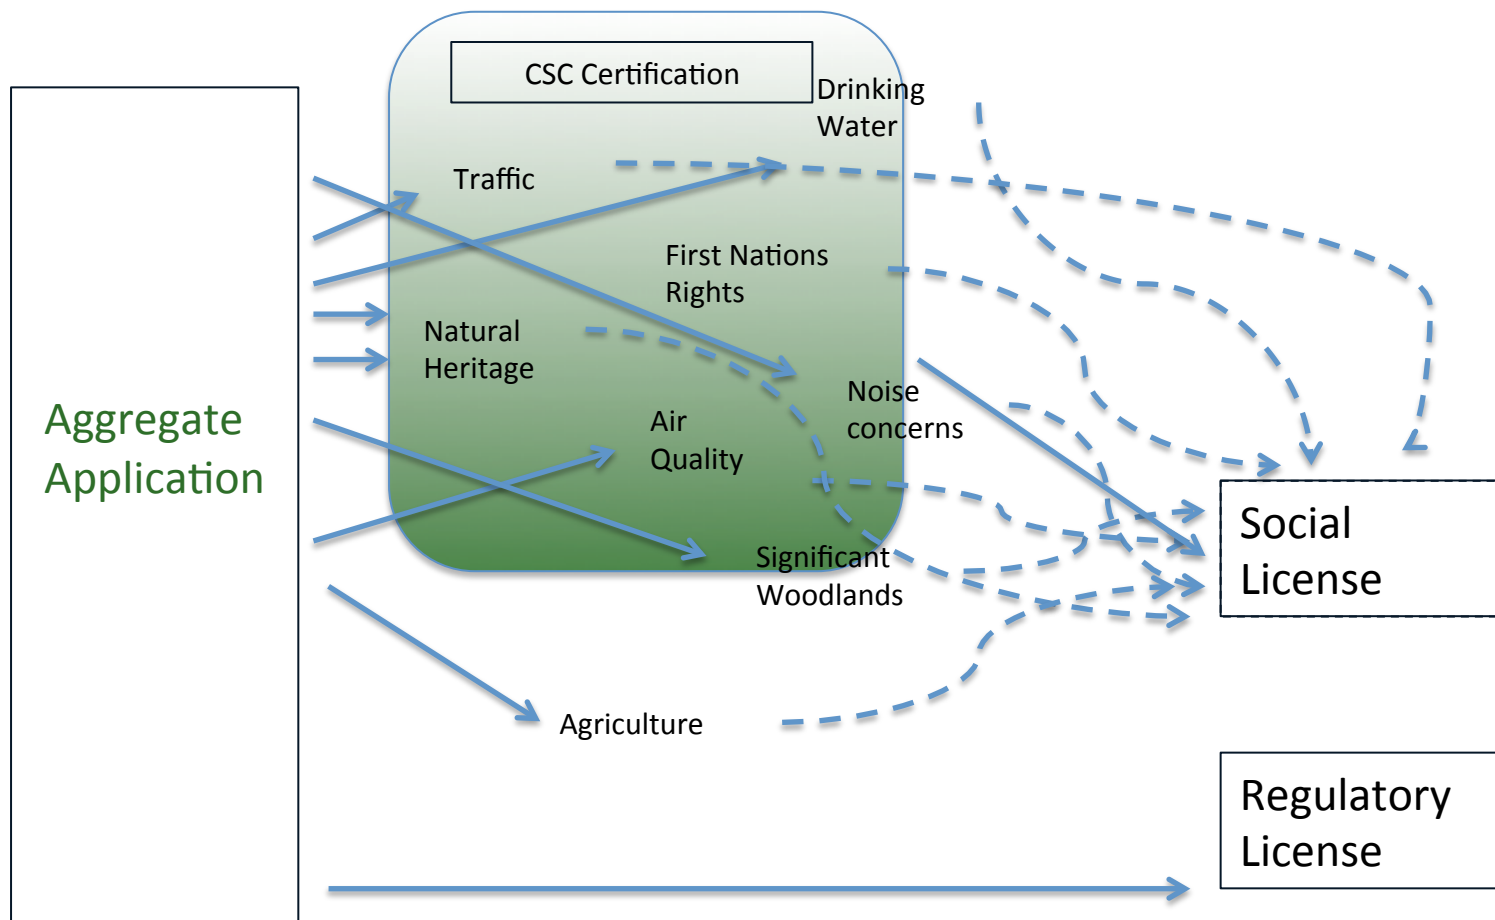 CSC Certification
Drinking
Water
Traffic
First Nations
Rights
Natural
Heritage
Noise
concerns
Air
Quality
Aggregate
Application
Significant
Woodlands
Social
License
Agriculture
Regulatory
License